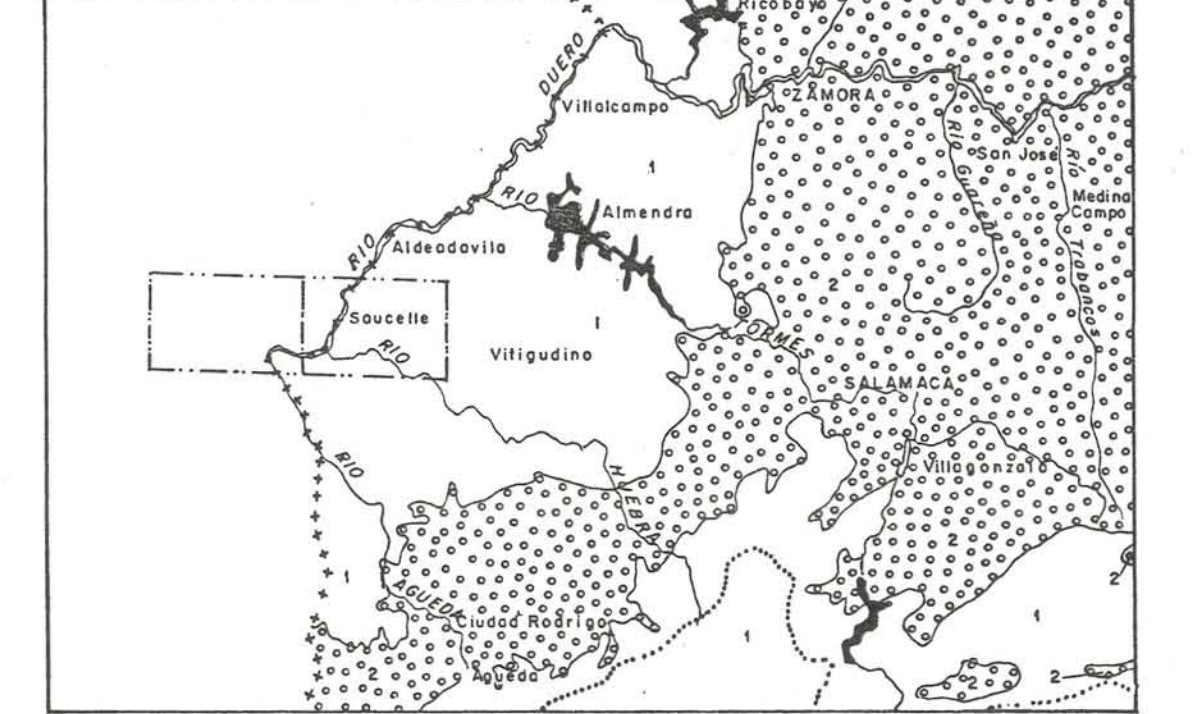 Ricobayo
DUERO
ZAMORA
Villalcampo
RÍO Guareña
San José
Río Trabancos
1
Medina
Campo
RIO
Almendra
RIO
Aldeadavila
2
Saucelle
I
TORMES
RIO
Vitigudino
SALAMACA
RIO
Villagonzalo
HUEBRA
2
1
2
AGUEDA
Ciudad Rodrigo
1
1
2
Agueda
2
2